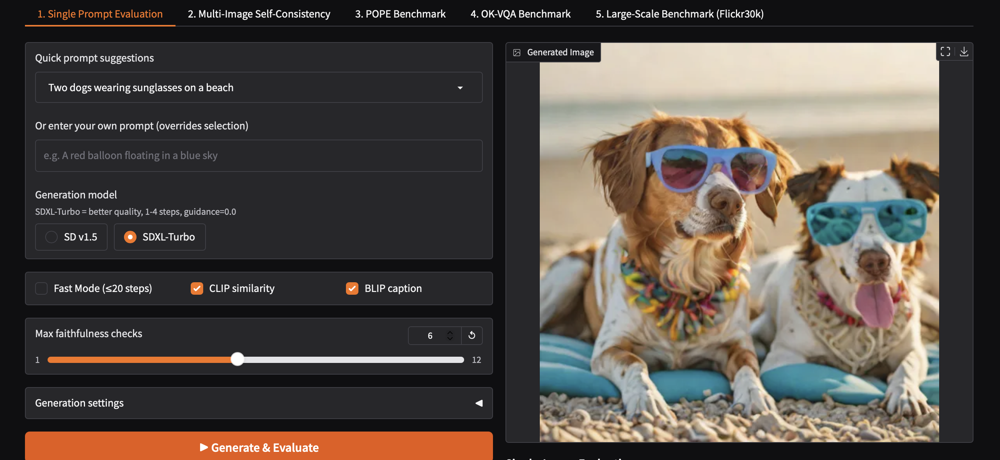 1. Single Prompt Evaluation
2. Multi-Image Self-Consistency
3. POPE Benchmark
4. OK-VQA Benchmark
5. Large-Scale Benchmark (Flickr30k)
Quick prompt suggestions
Two dogs wearing sunglasses on a beach
Or enter your own prompt (overrides selection)
e.g. A red balloon floating in a blue sky
Generation model
SDXL-Turbo = better quality, 1-4 steps, guidance=0.0
SD v1.5
SDXL-Turbo
Fast Mode (≤20 steps)
CLIP similarity
BLIP caption
Max faithfulness checks
6
1
12
Generation settings
Generate & Evaluate
Generated Image